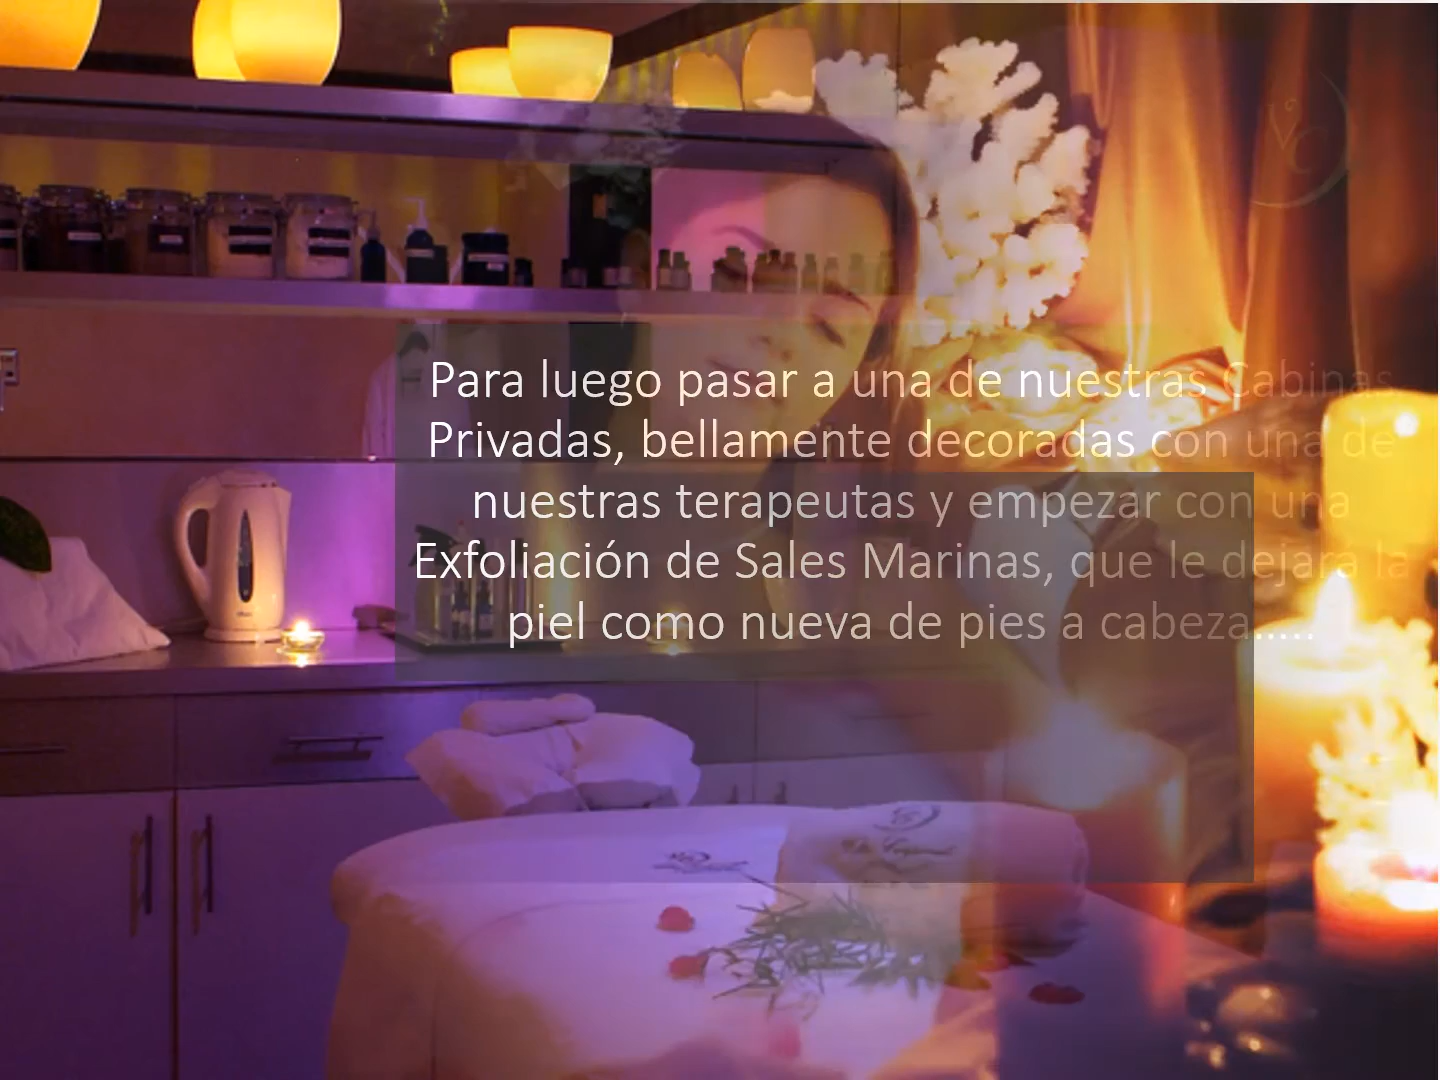 Para luego pasar a una de nuestras Cabinas
Privadas, bellamente decoradas con una de
nuestras terapeutas y empezar con una
Exfoliación de Sales Marinas, que le dejara la
piel como nueva de pies a cabeza.....